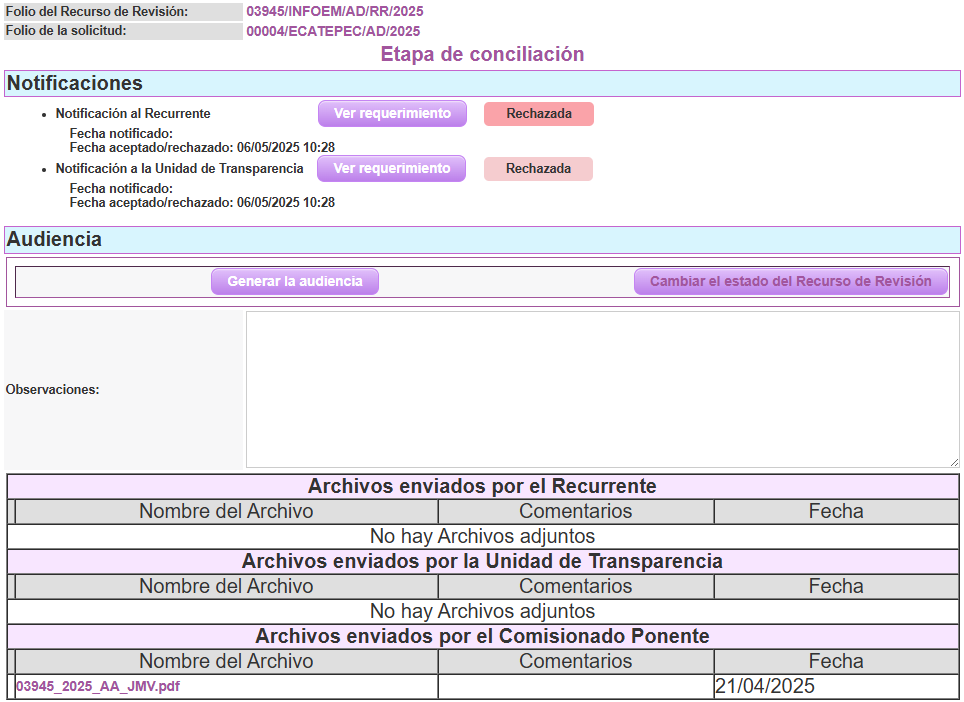 Folio del Recurso de Revisión: 03945/INFOEM/AD/RR/2025
Folio de la solicitud: 00004/ECATEPEC/AD/2025
Etapa de conciliación
Notificaciones
• Notificación al Recurrente Ver requerimiento Rechazada
Fecha notificado:
Fecha aceptado/rechazado: 06/05/2025 10:28
• Notificación a la Unidad de Transparencia Ver requerimiento Rechazada
Fecha notificado:
Fecha aceptado/rechazado: 06/05/2025 10:28
Audiencia
Generar la audiencia Cambiar el estado del Recurso de Revisión
Observaciones:
Archivos enviados por el Recurrente
Nombre del Archivo Comentarios Fecha
No hay Archivos adjuntos
Archivos enviados por la Unidad de Transparencia
Nombre del Archivo Comentarios Fecha
No hay Archivos adjuntos
Archivos enviados por el Comisionado Ponente
Nombre del Archivo Comentarios Fecha
03945_2025_AA_JMV.pdf 21/04/2025